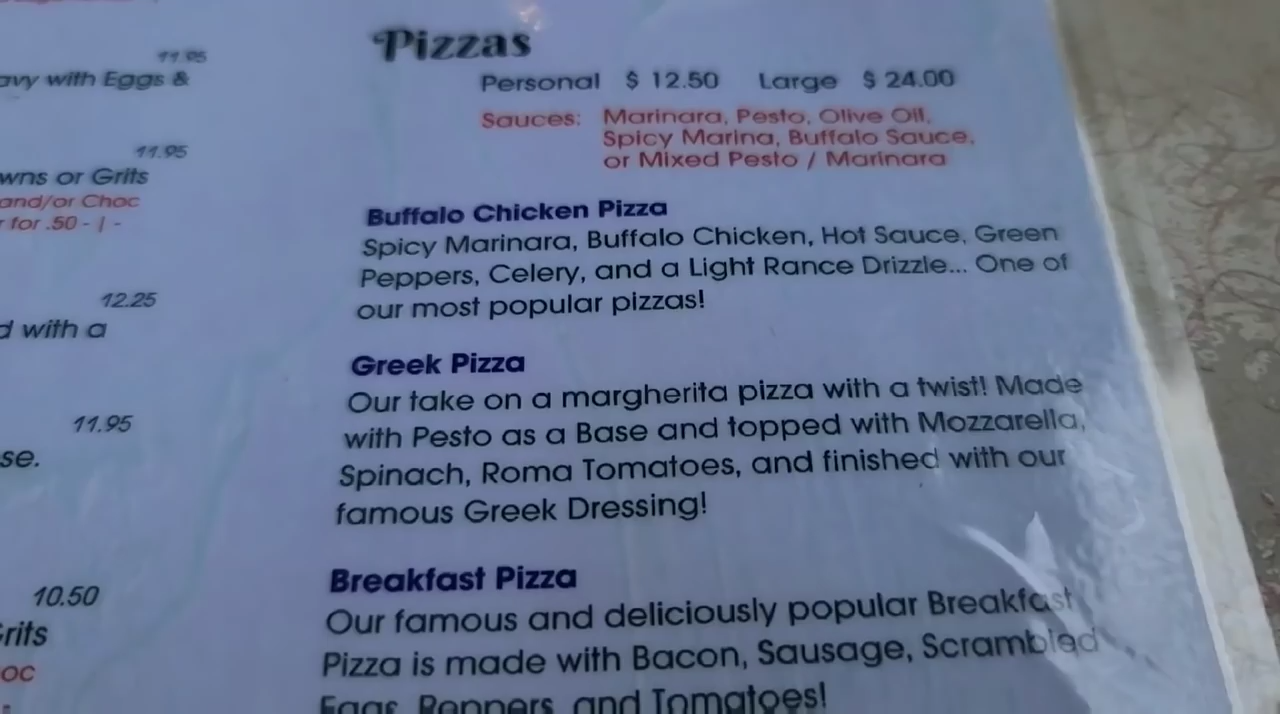 11.95
avy with Eggs &
11.95
wns or Grits
and/or Choc
r for .50 - | -
12.25
d with a
11.95
se.
10.50
Grits
oc
Pizzas
Personal $ 12.50 Large $ 24.00
Sauces: Marinara, Pesto, Olive Oil,
Spicy Marina, Buffalo Sauce,
or Mixed Pesto / Marinara
Buffalo Chicken Pizza
Spicy Marinara, Buffalo Chicken, Hot Sauce, Green
Peppers, Celery, and a Light Rance Drizzle... One of
our most popular pizzas!
Greek Pizza
Our take on a margherita pizza with a twist! Made
with Pesto as a Base and topped with Mozzarella,
Spinach, Roma Tomatoes, and finished with our
famous Greek Dressing!
Breakfast Pizza
Our famous and deliciously popular Breakfast
Pizza is made with Bacon, Sausage, Scrambled
Eggs, Peppers, and Tomatoes!